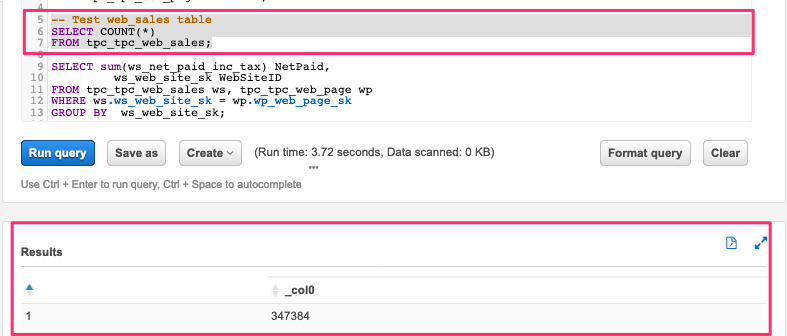 4
5 -- Test web_sales table
6 SELECT COUNT(*)
7 FROM tpc_tpc_web_sales;
8
9 SELECT sum(ws_net_paid_inc_tax) NetPaid,
10 ws_web_site_sk WebSiteID
11 FROM tpc_tpc_web_sales ws, tpc_tpc_web_page wp
12 WHERE ws.ws_web_site_sk = wp.wp_web_page_sk
13 GROUP BY ws_web_site_sk;
Run query Save as Create (Run time: 3.72 seconds, Data scanned: 0 KB) Format query Clear
Use Ctrl + Enter to run query, Ctrl + Space to autocomplete
Results
_col0
1 347384